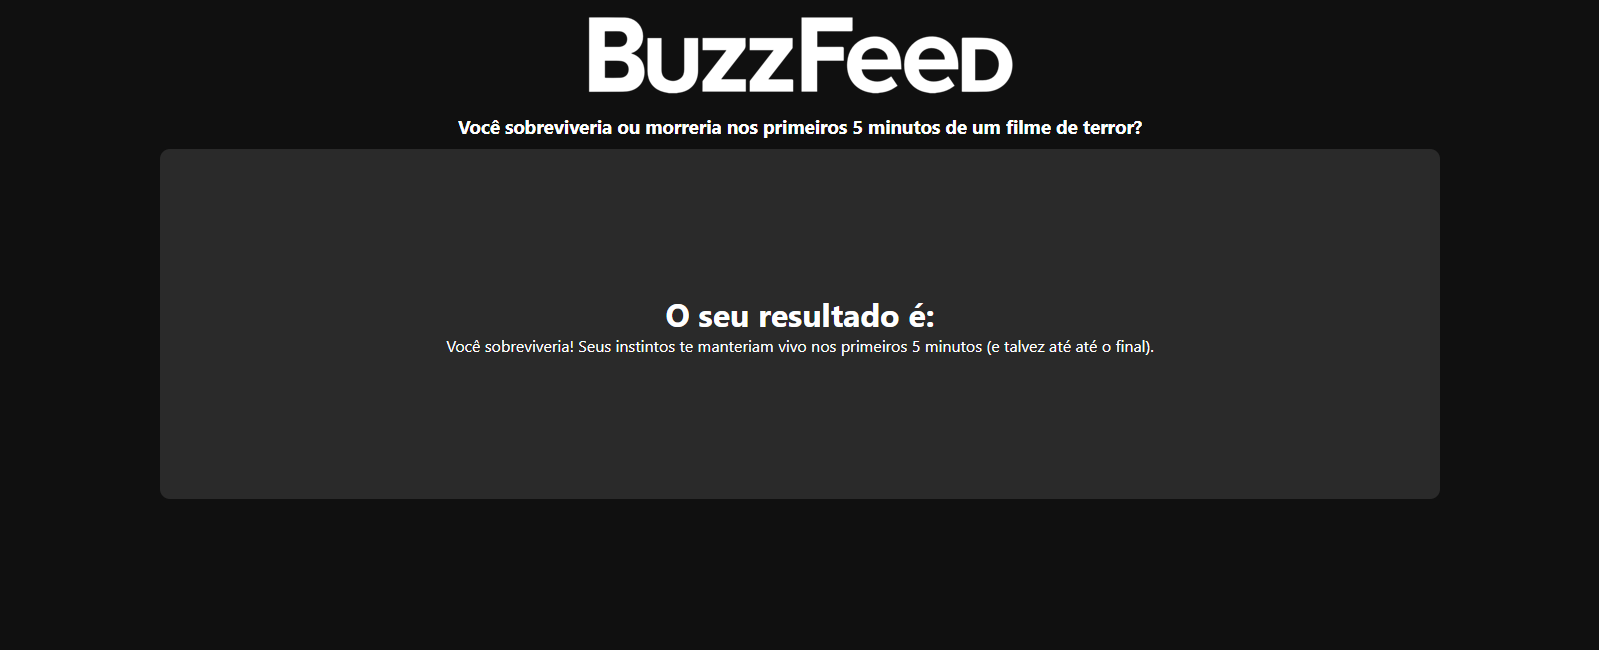 BuzzFeed
Você sobreviveria ou morreria nos primeiros 5 minutos de um filme de terror?
O seu resultado é:
Você sobreviveria! Seus instintos te manteriam vivo nos primeiros 5 minutos (e talvez até até o final).